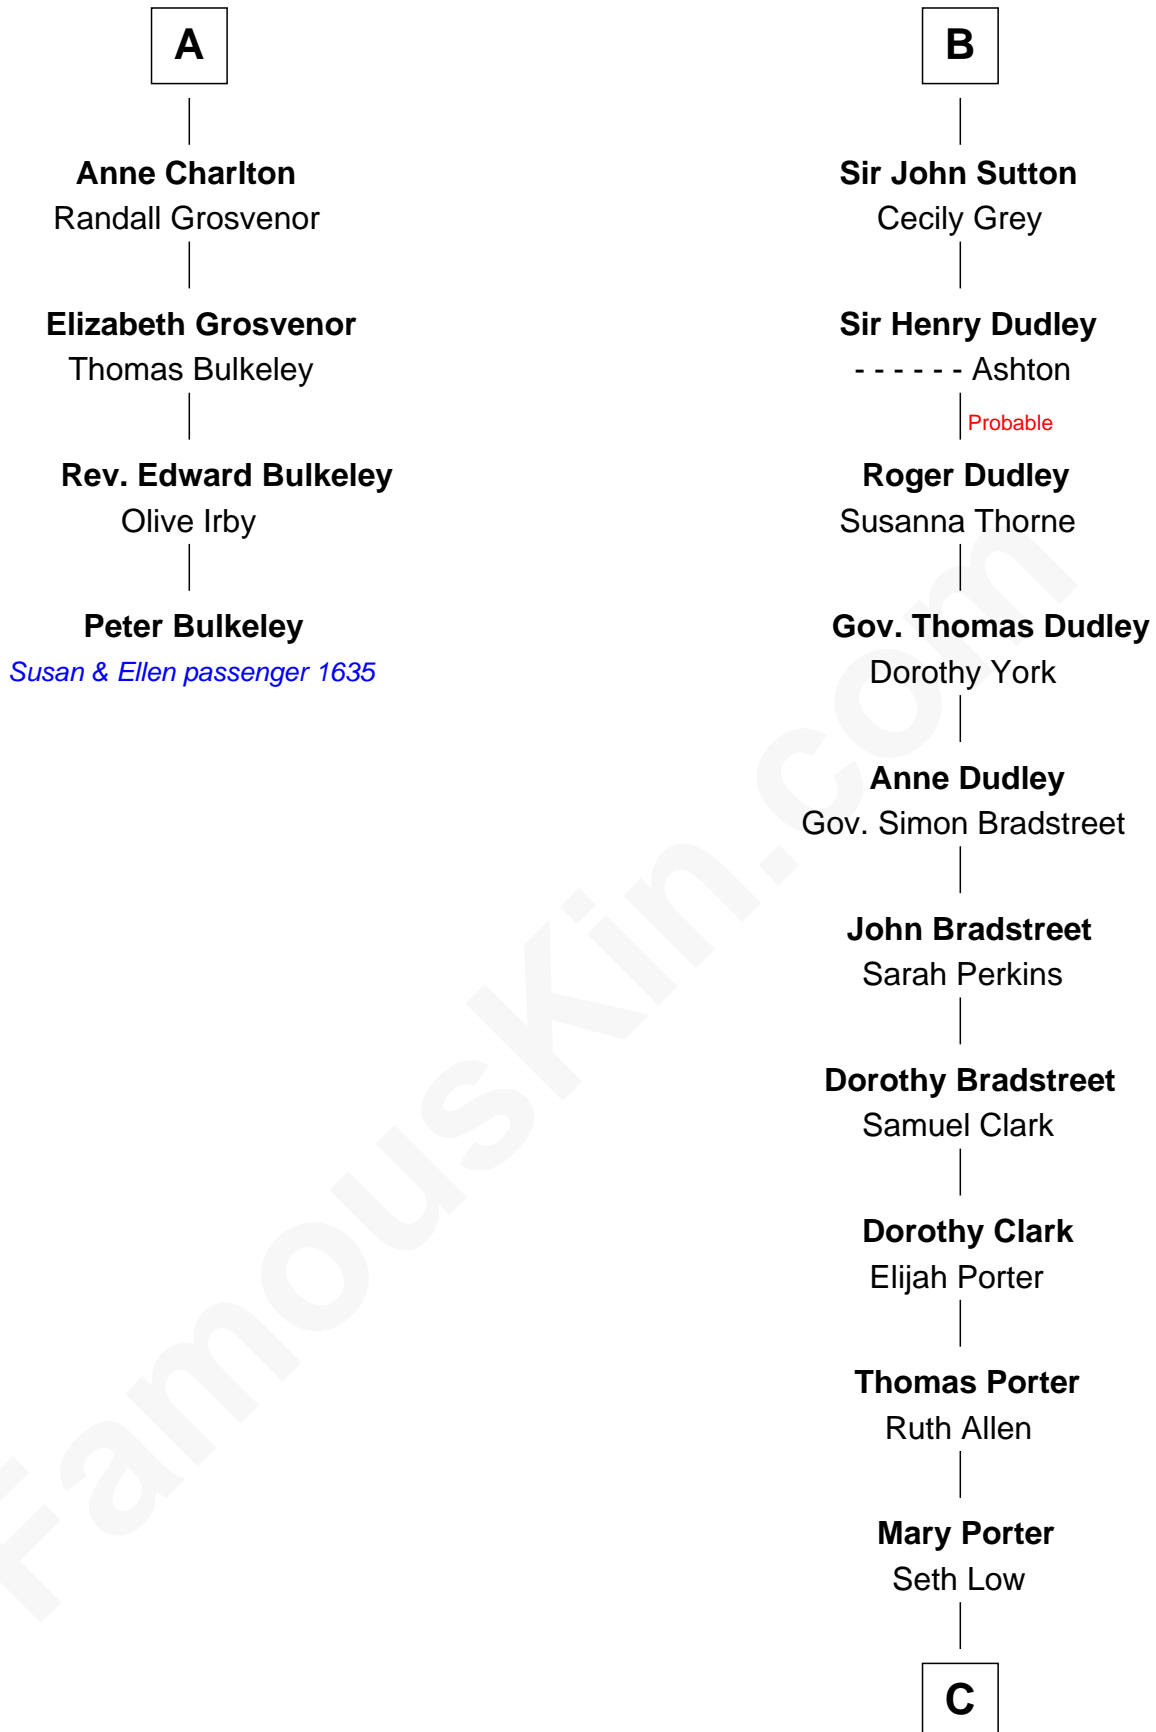 A
Anne Charlton
Randall Grosvenor
Elizabeth Grosvenor
Thomas Bulkeley
Rev. Edward Bulkeley
Olive Irby
Peter Bulkeley
Susan & Ellen passenger 1635
B
Sir John Sutton
Cecily Grey
Sir Henry Dudley
- - - - - - Ashton
Probable
Roger Dudley
Susanna Thorne
Gov. Thomas Dudley
Dorothy York
Anne Dudley
Gov. Simon Bradstreet
John Bradstreet
Sarah Perkins
Dorothy Bradstreet
Samuel Clark
Dorothy Clark
Elijah Porter
Thomas Porter
Ruth Allen
Mary Porter
Seth Low
C
FamousKin.com